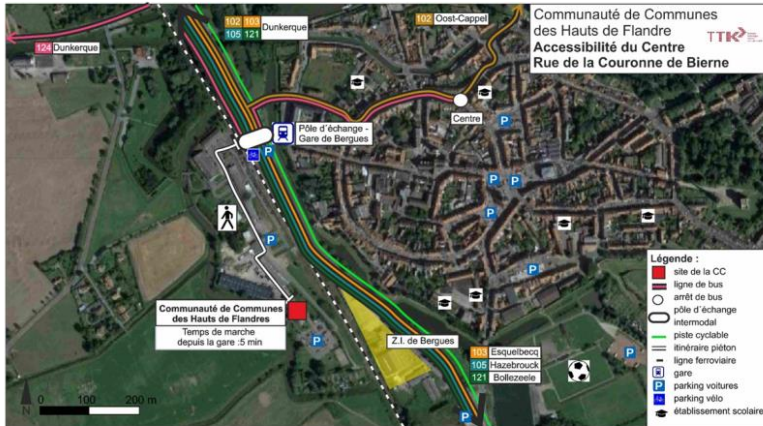 Communauté de Communes
des Hauts de Flandre
Accessibilité du Centre
Rue de la Couronne de Bierne
TTK
102 103
105 121
Dunkerque
102 Oost-Cappel
124 Dunkerque
Centre
Pôle d´échange -
Gare de Bergues
P
P
P
P
P
P
P
P
P
P
P
Communauté de Communes
des Hauts de Flandres
Temps de marche
depuis la gare :5 min
Z.I. de Bergues
103 Esquelbecq
105 Hazebrouck
121 Bollezeele
Légende :
site de la CC
ligne de bus
arrêt de bus
pôle d'échange
intermodal
piste cyclable
itinéraire piéton
ligne ferroviaire
gare
P parking voitures
parking vélo
établissement scolaire
N
0 100 200 m